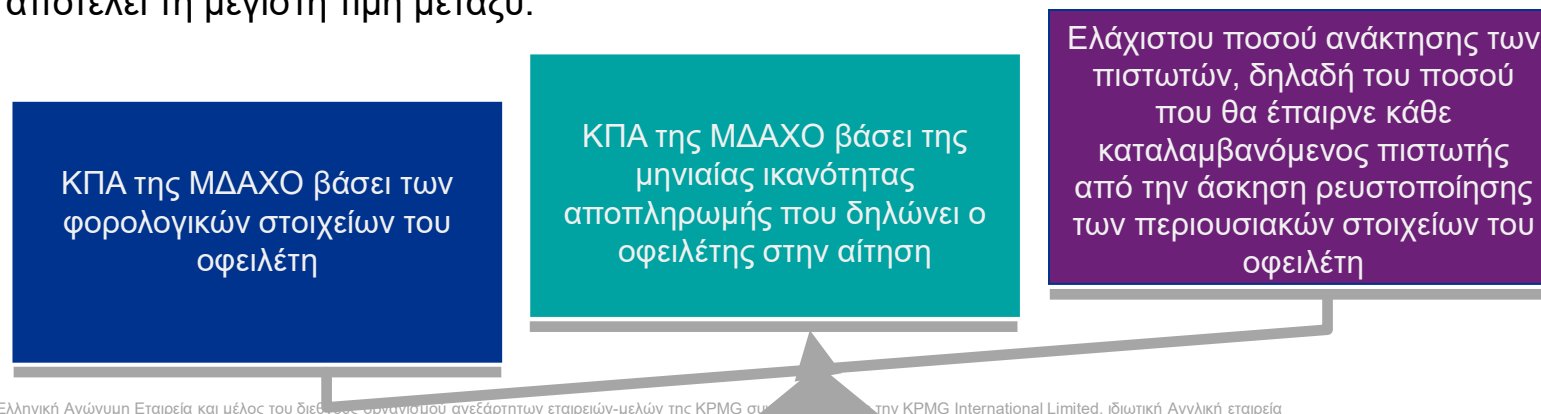 αποτελεί τη μέγιστη τιμή μεταξύ:
ΚΠΑ της ΜΔΑΧΟ βάσει των
φορολογικών στοιχείων του
οφειλέτη
ΚΠΑ της ΜΔΑΧΟ βάσει της
μηνιαίας ικανότητας
αποπληρωμής που δηλώνει ο
οφειλέτης στην αίτηση
Ελάχιστου ποσού ανάκτησης των
πιστωτών, δηλαδή του ποσού
που θα έπαιρνε κάθε
καταλαμβανόμενος πιστωτής
από την άσκηση ρευστοποίησης
των περιουσιακών στοιχείων του
οφειλέτη
Ελληνική Ανώνυμη Εταιρεία και μέλος του διεθνούς οργανισμού ανεξάρτητων εταιρειών-μελών της KPMG την KPMG International Limited, ιδιωτική Αγγλική εταιρεία